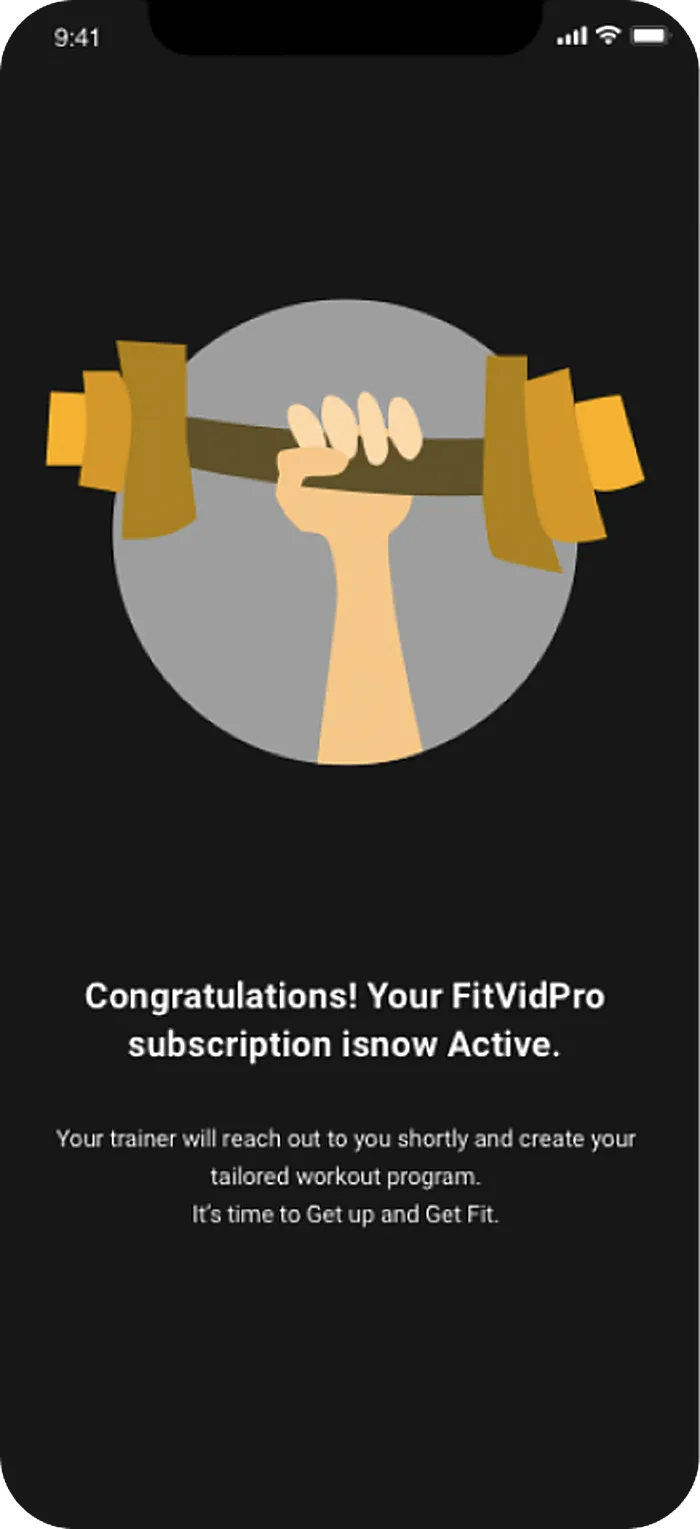 9:41
Congratulations! Your FitVidPro
subscription isnow Active.
Your trainer will reach out to you shortly and create your
tailored workout program.
It's time to Get up and Get Fit.